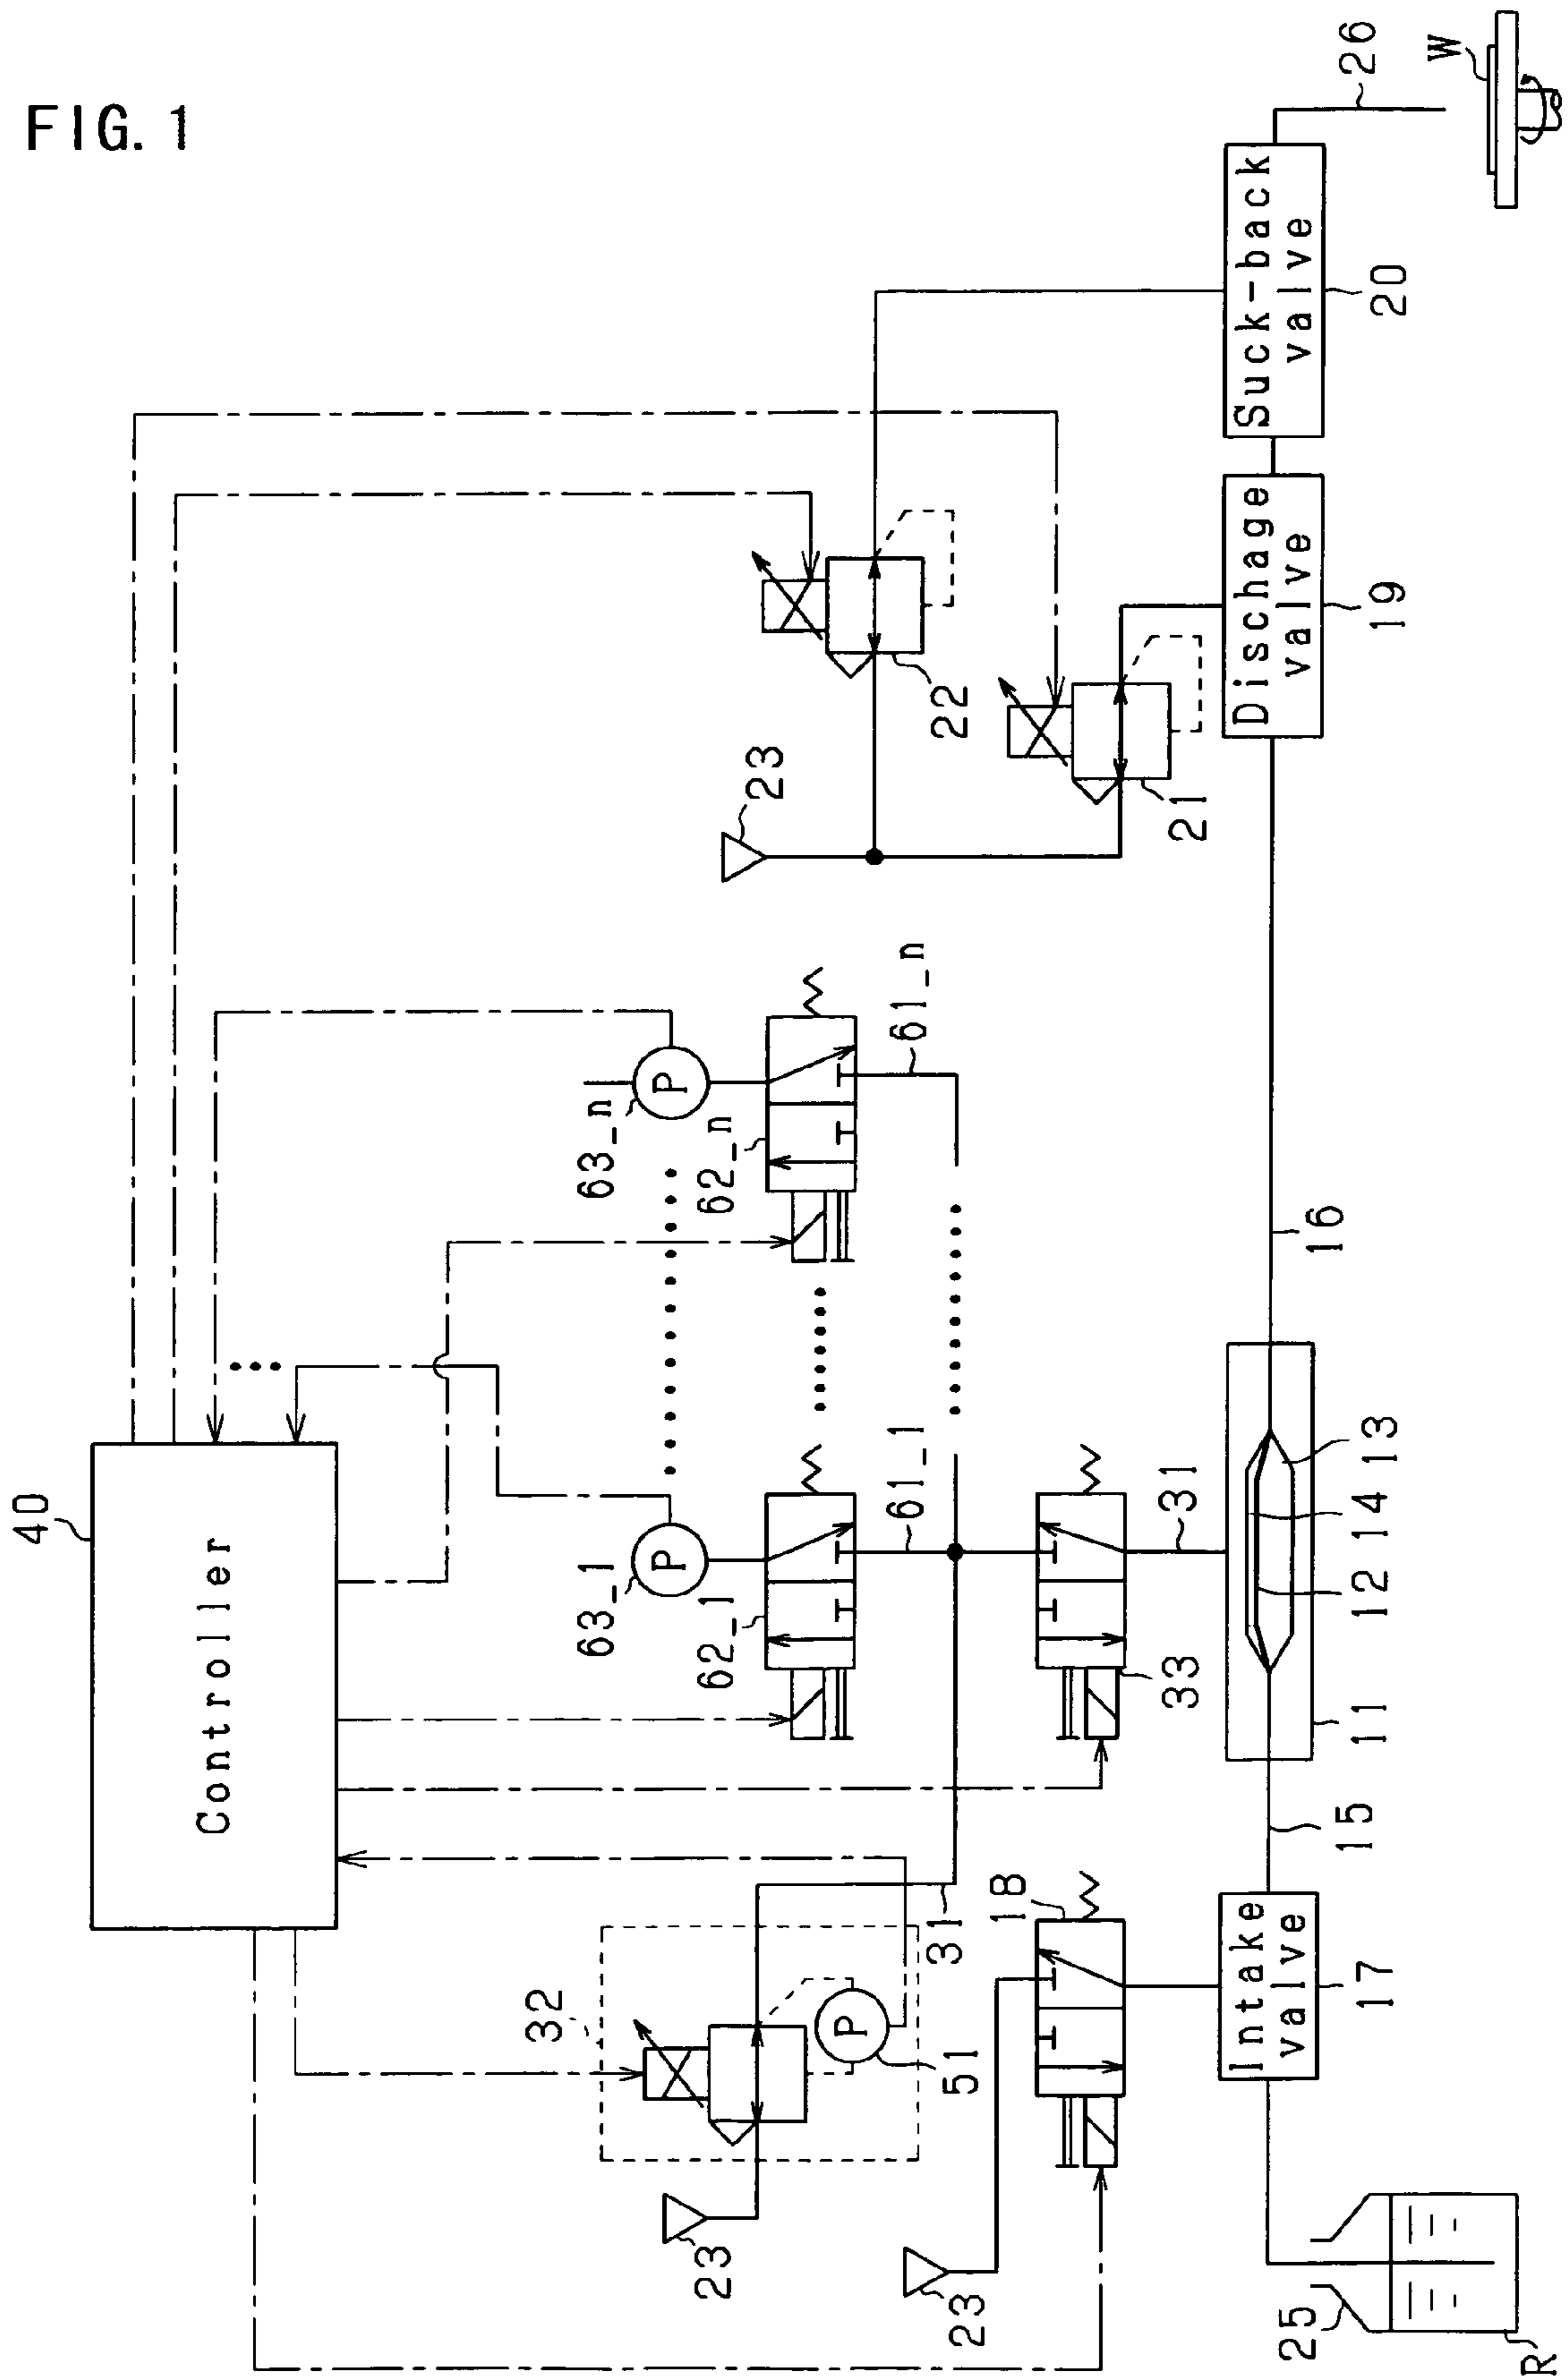 FIG. 1
40
Controller
26
W
Suck-back
valve
20
Dischage
valve
19
22
21
23
63_n
62_n
61_n
16
63_1
62_1
61_1
31
13
14
12
11
33
15
32
51
31
18
Intake
valve
17
23
23
25
R
P
P
P